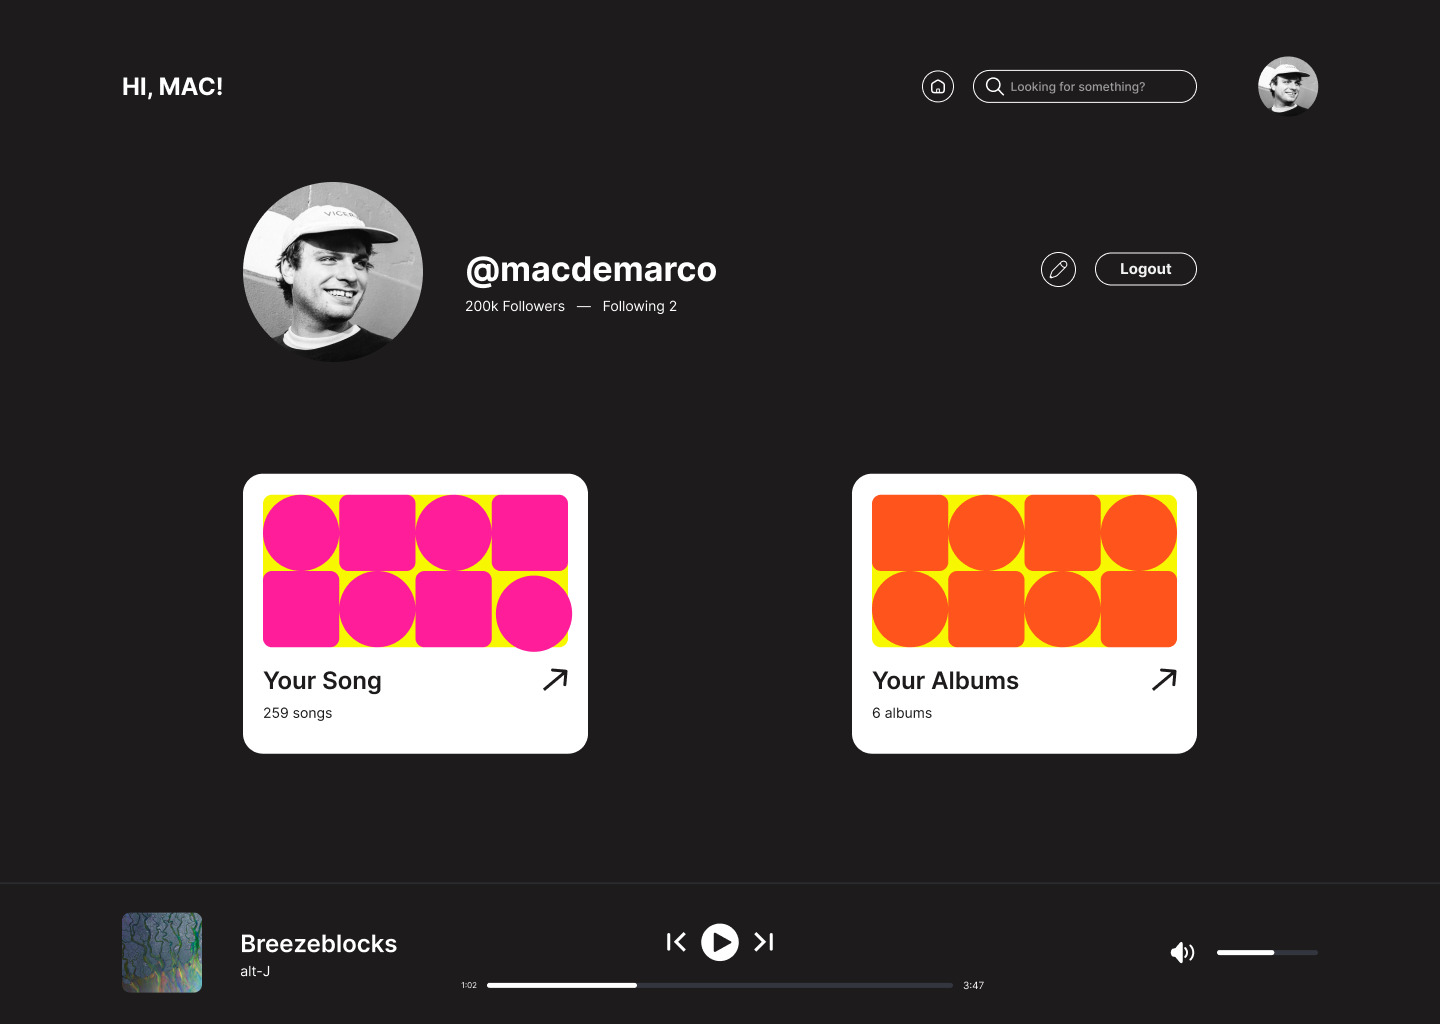 HI, MAC!
Looking for something?
VICE
@macdemarco
Logout
200k Followers — Following 2
Your Song
259 songs
Your Albums
6 albums
Breezeblocks
alt-J
1:02
3:47